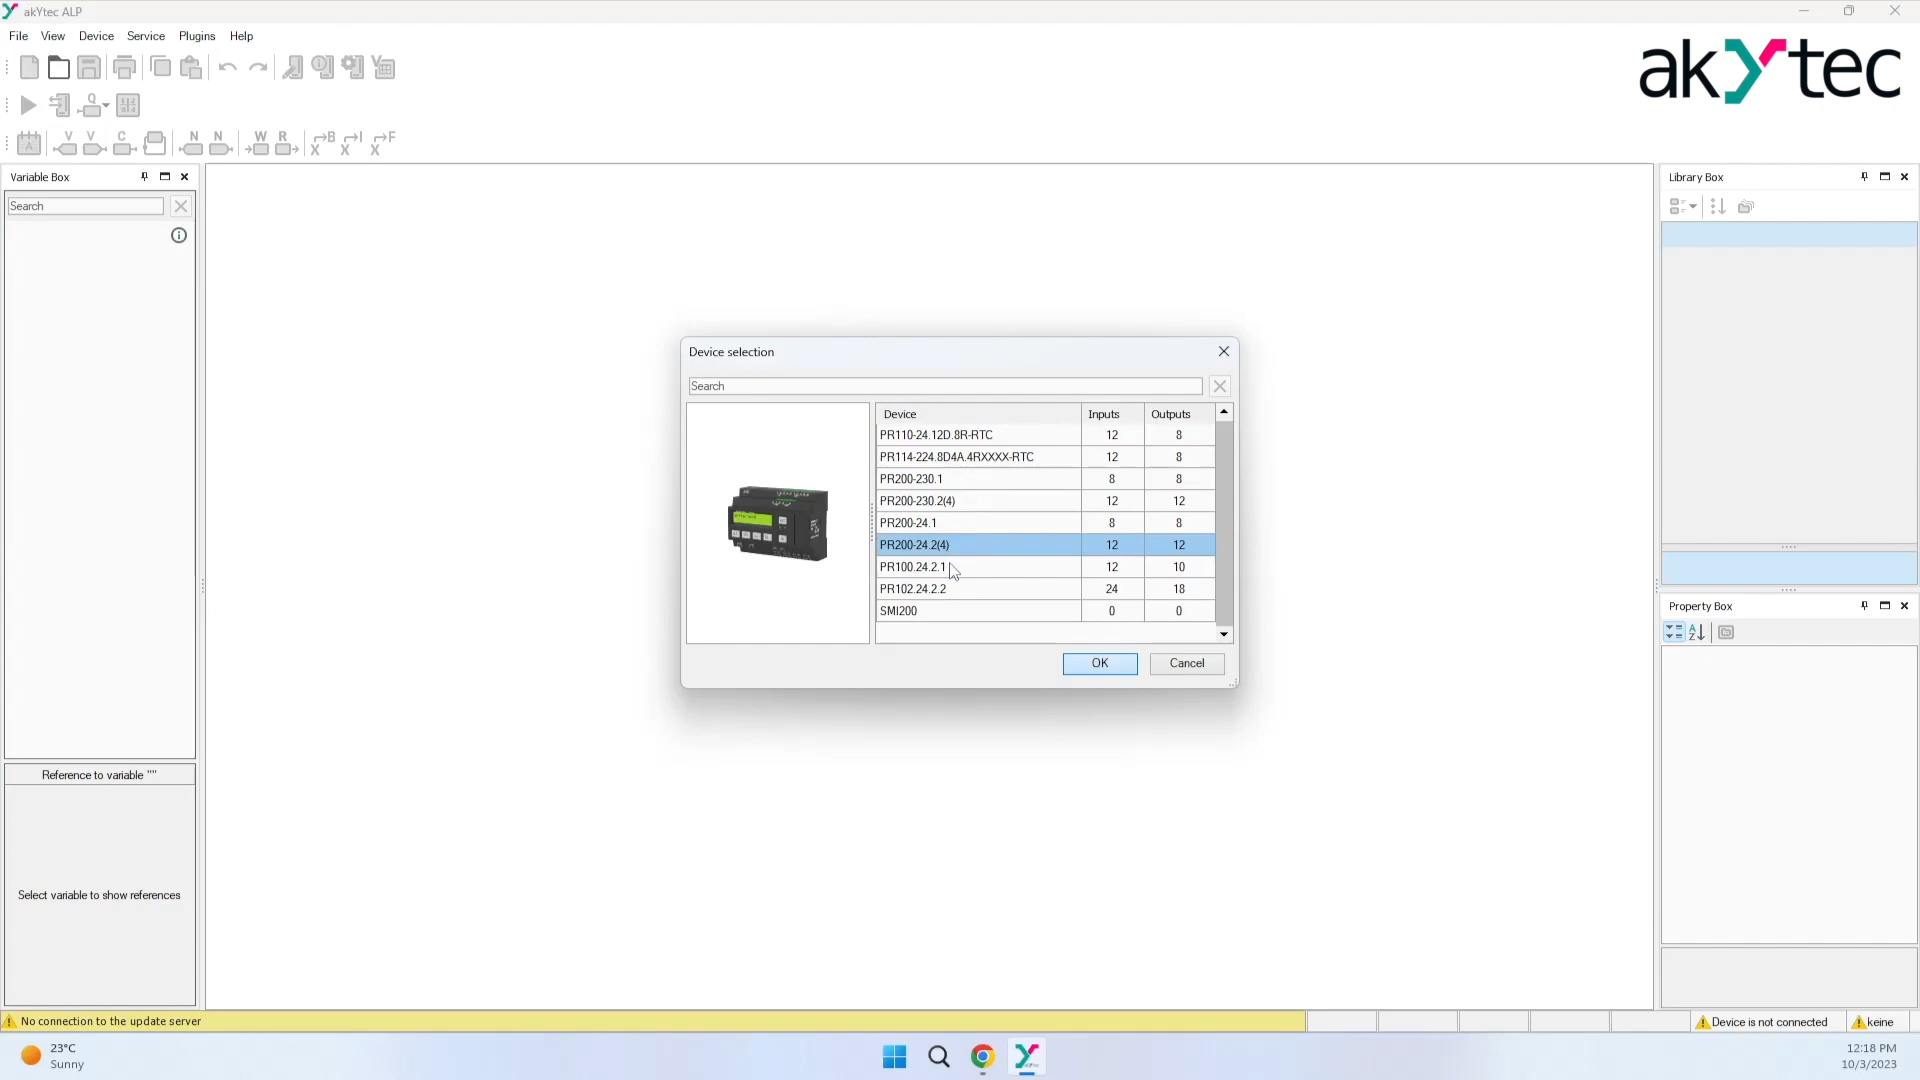 akYtec ALP
File View Device Service Plugins Help
akYtec
Q
A V V C N N W R B X I X F X
Variable Box
Search
Reference to variable ""
Select variable to show references
Device selection
Search
Device Inputs Outputs
PR110-24.12D.8R-RTC 12 8
PR114-224.8D4A.4RXXXX-RTC 12 8
PR200-230.1 8 8
PR200-230.2(4) 12 12
PR200-24.1 8 8
PR200-24.2(4) 12 12
PR100.24.2.1 12 10
PR102.24.2.2 24 18
SMI200 0 0
OK Cancel
Library Box
Property Box
No connection to the update server
Device is not connected
keine
23°C
Sunny
12:18 PM
10/3/2023